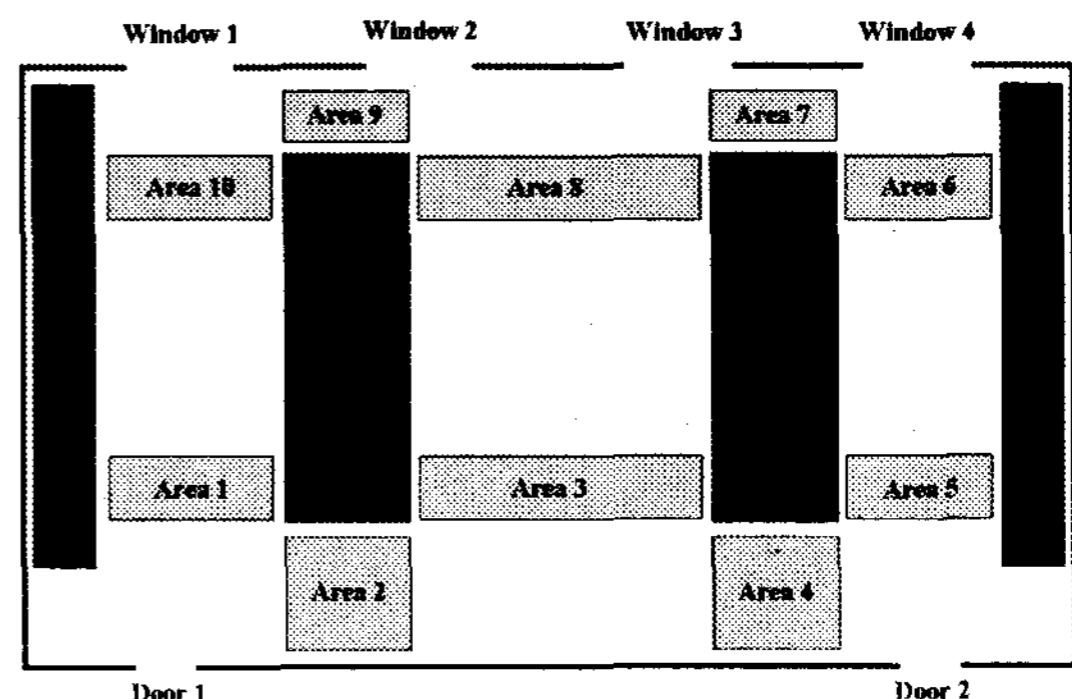 Window 1
Window 2
Window 3
Window 4
Area 9
Area 7
Area 10
Area 8
Area 6
Area 1
Area 3
Area 5
Area 2
Area 4
Door 1
Door 2